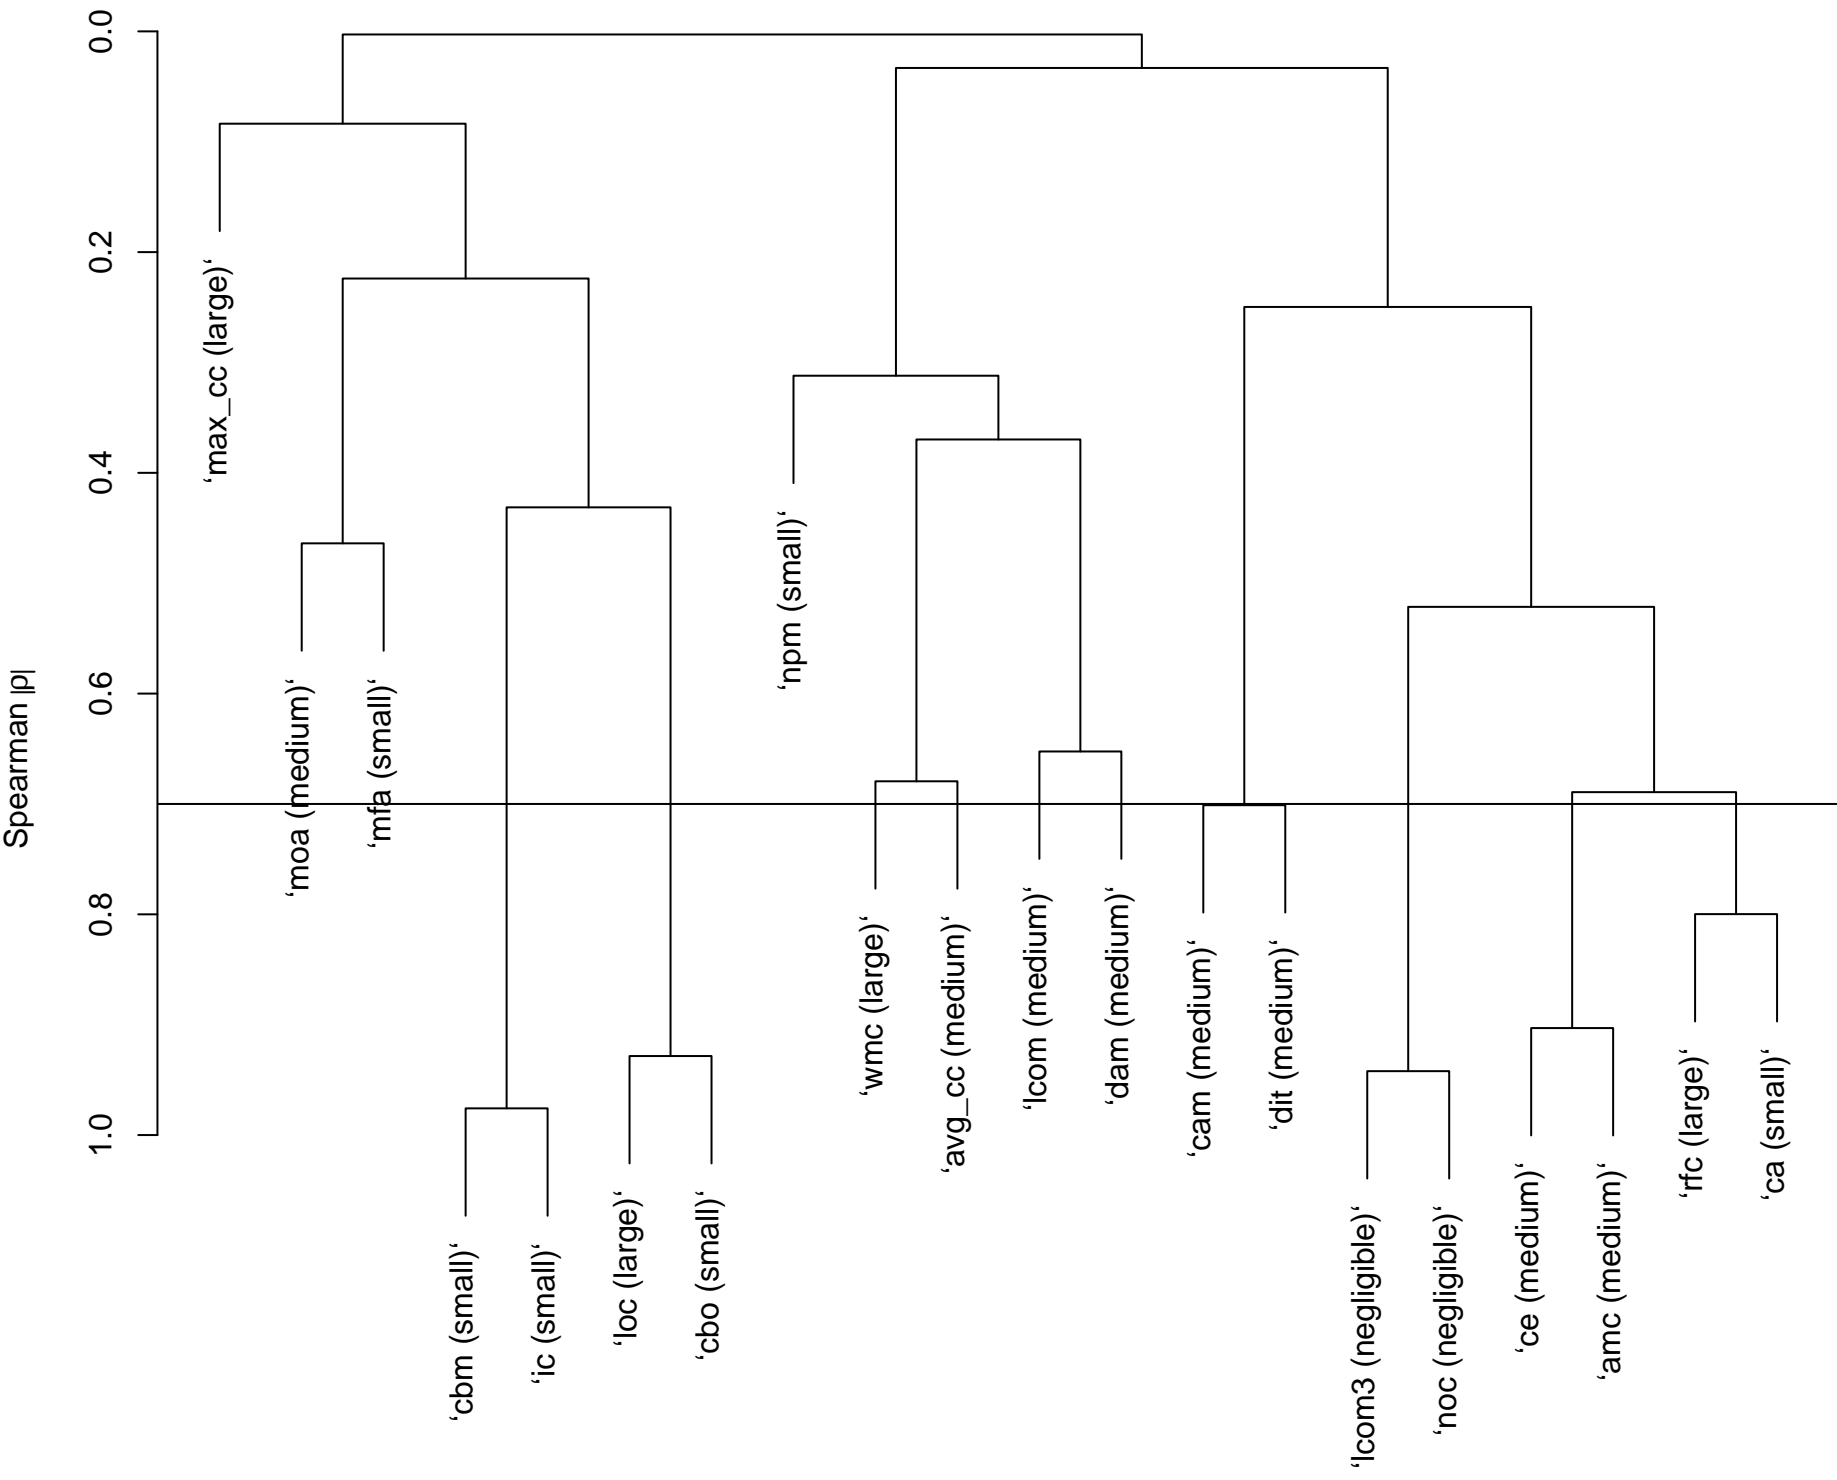 Spearman |ρ|
0.0
0.2
0.4
0.6
0.8
1.0
‘max_cc (large)‘
‘moa (medium)‘
‘mfa (small)‘
‘cbm (small)‘
‘ic (small)‘
‘loc (large)‘
‘cbo (small)‘
‘npm (small)‘
‘wmc (large)‘
‘avg_cc (medium)‘
‘lcom (medium)‘
‘dam (medium)‘
‘cam (medium)‘
‘dit (medium)‘
‘lcom3 (negligible)‘
‘noc (negligible)‘
‘ce (medium)‘
‘amc (medium)‘
‘rfc (large)‘
‘ca (small)‘